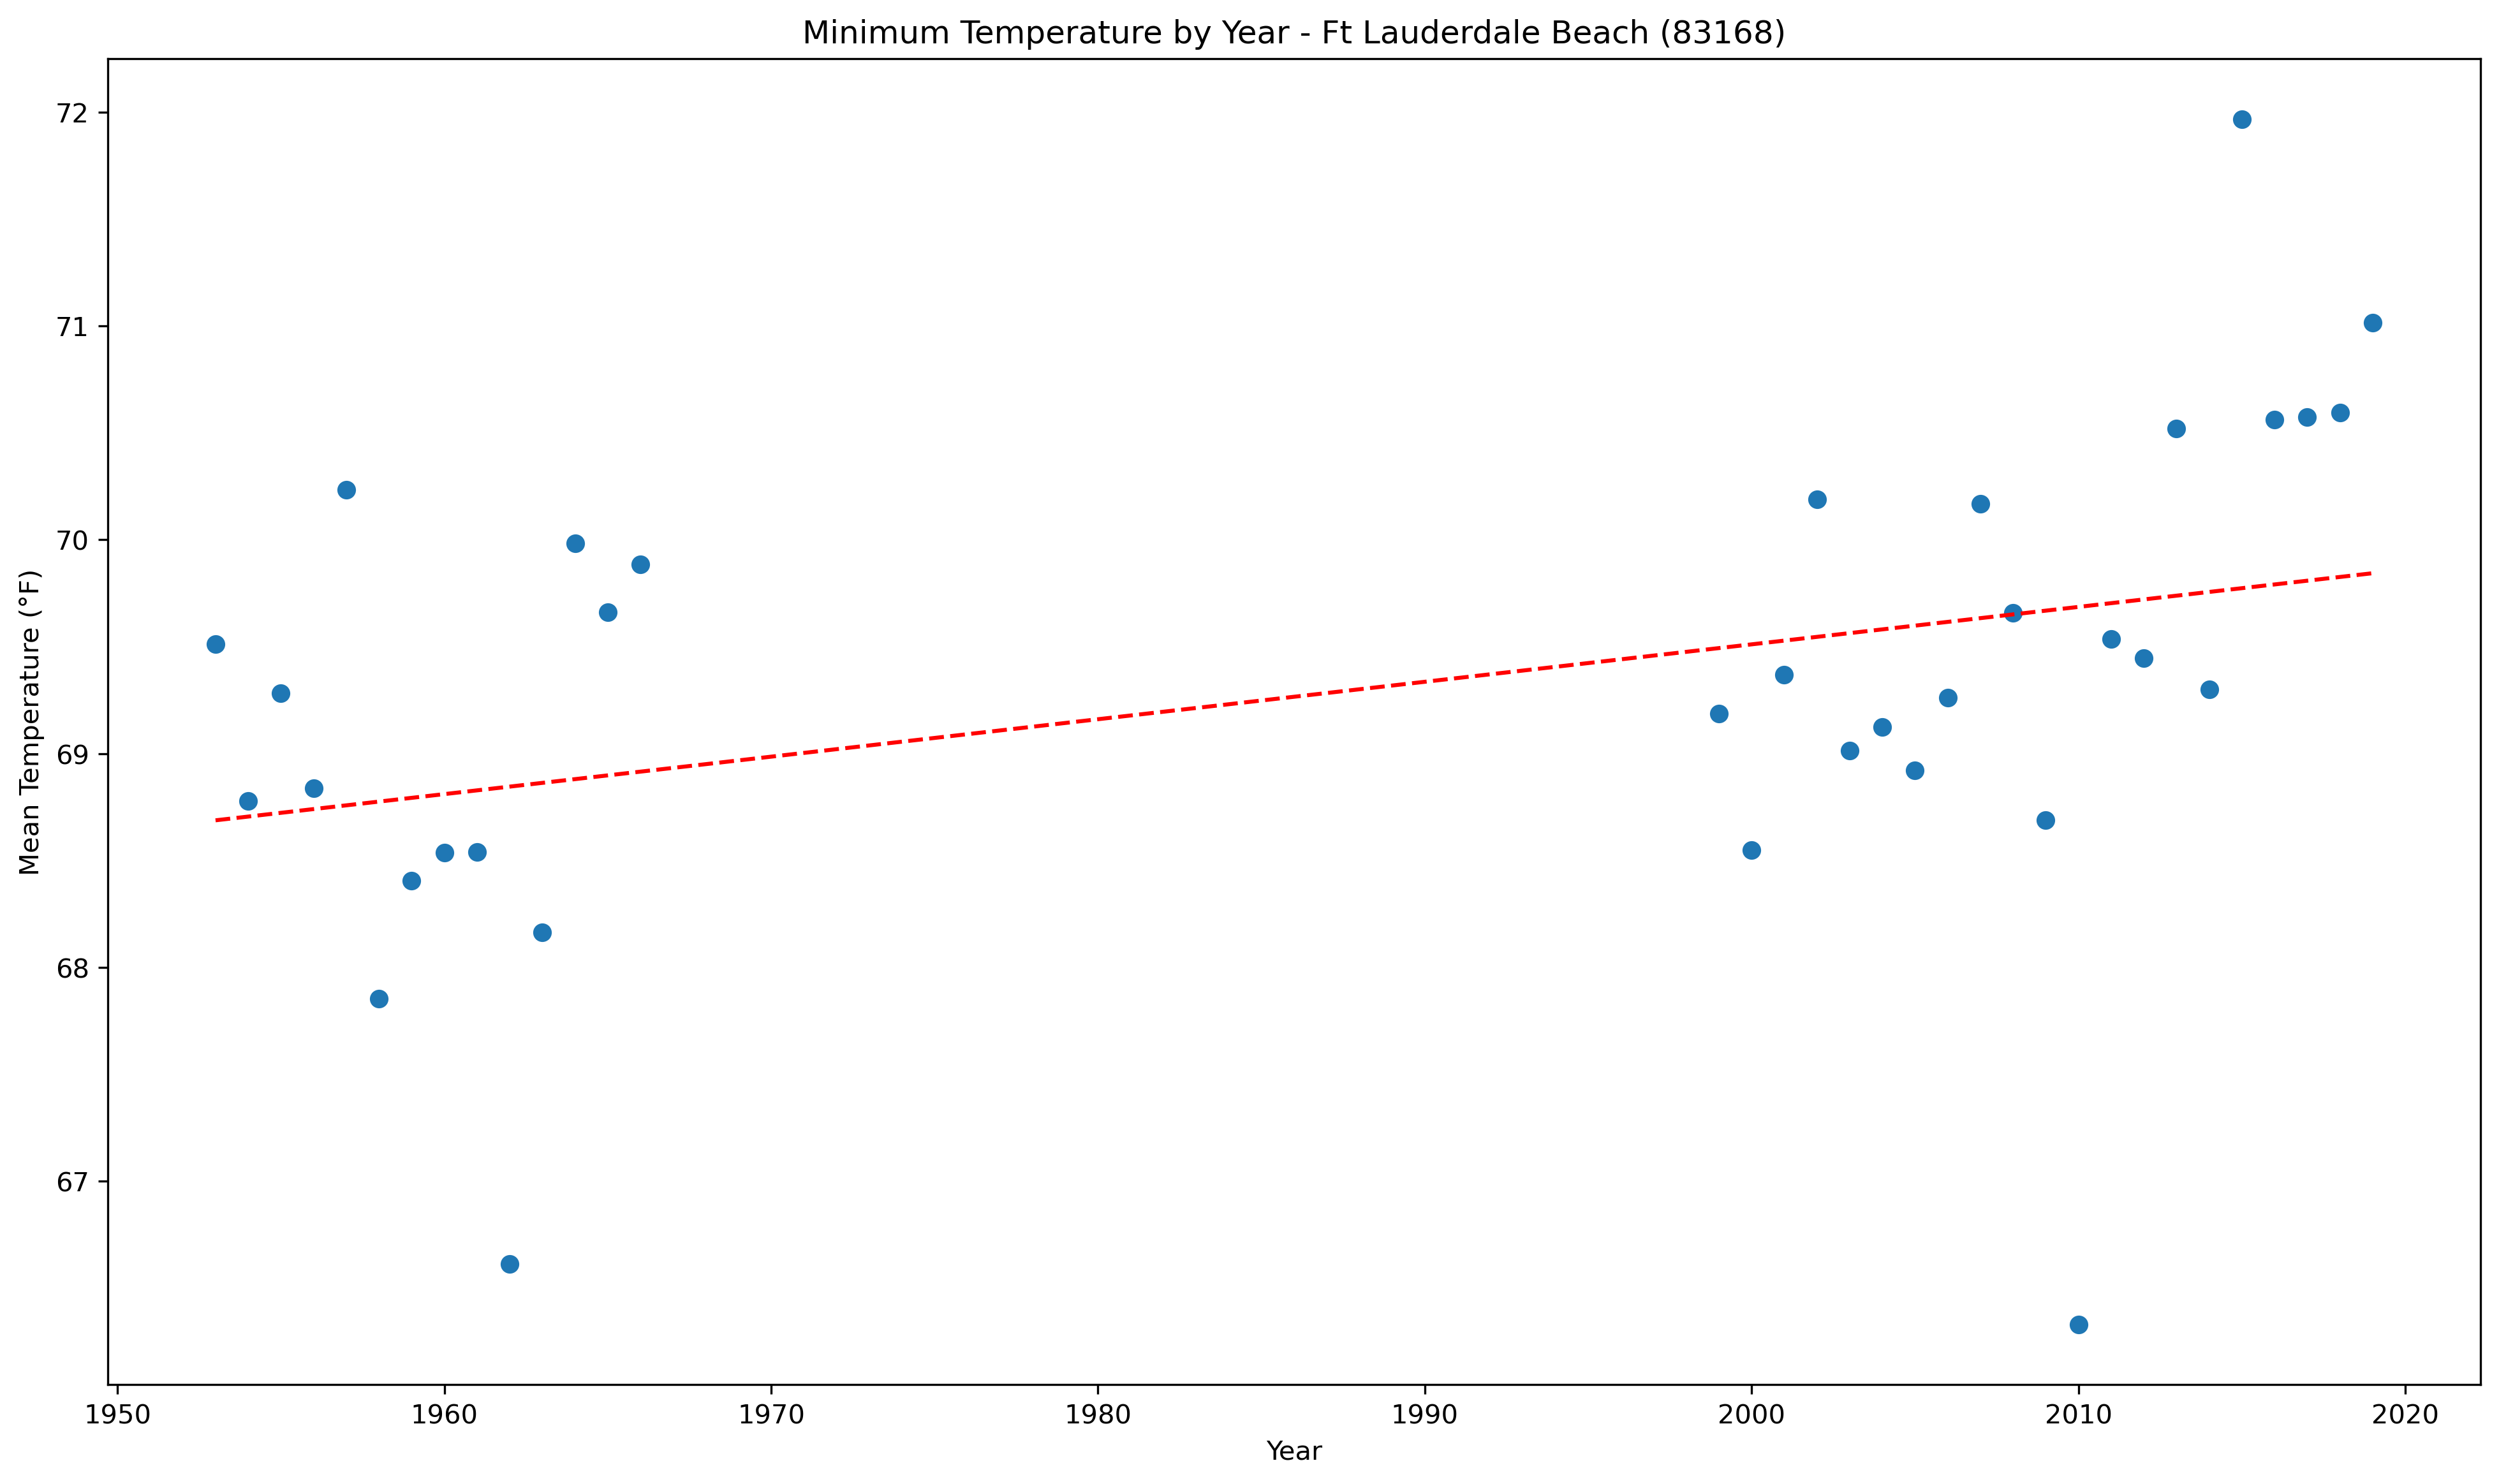 Minimum Temperature by Year - Ft Lauderdale Beach (83168)
72
71
70
69
68
67
Mean Temperature (°F)
1950 1960 1970 1980 1990 2000 2010 2020
Year